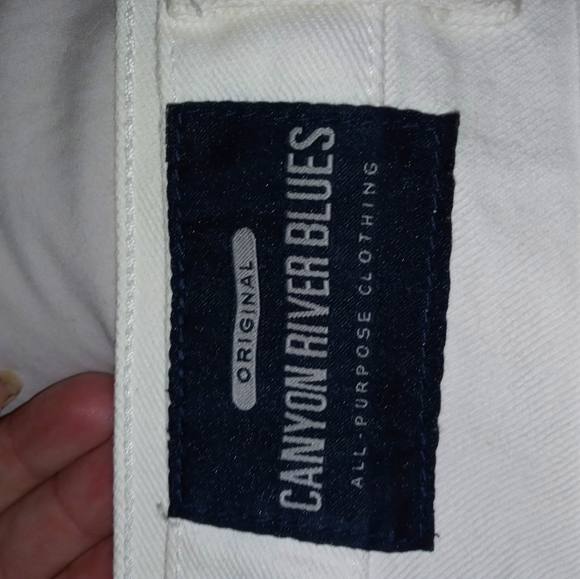 ORIGINAL
CANYON RIVER BLUES
ALL-PURPOSE CLOTHING